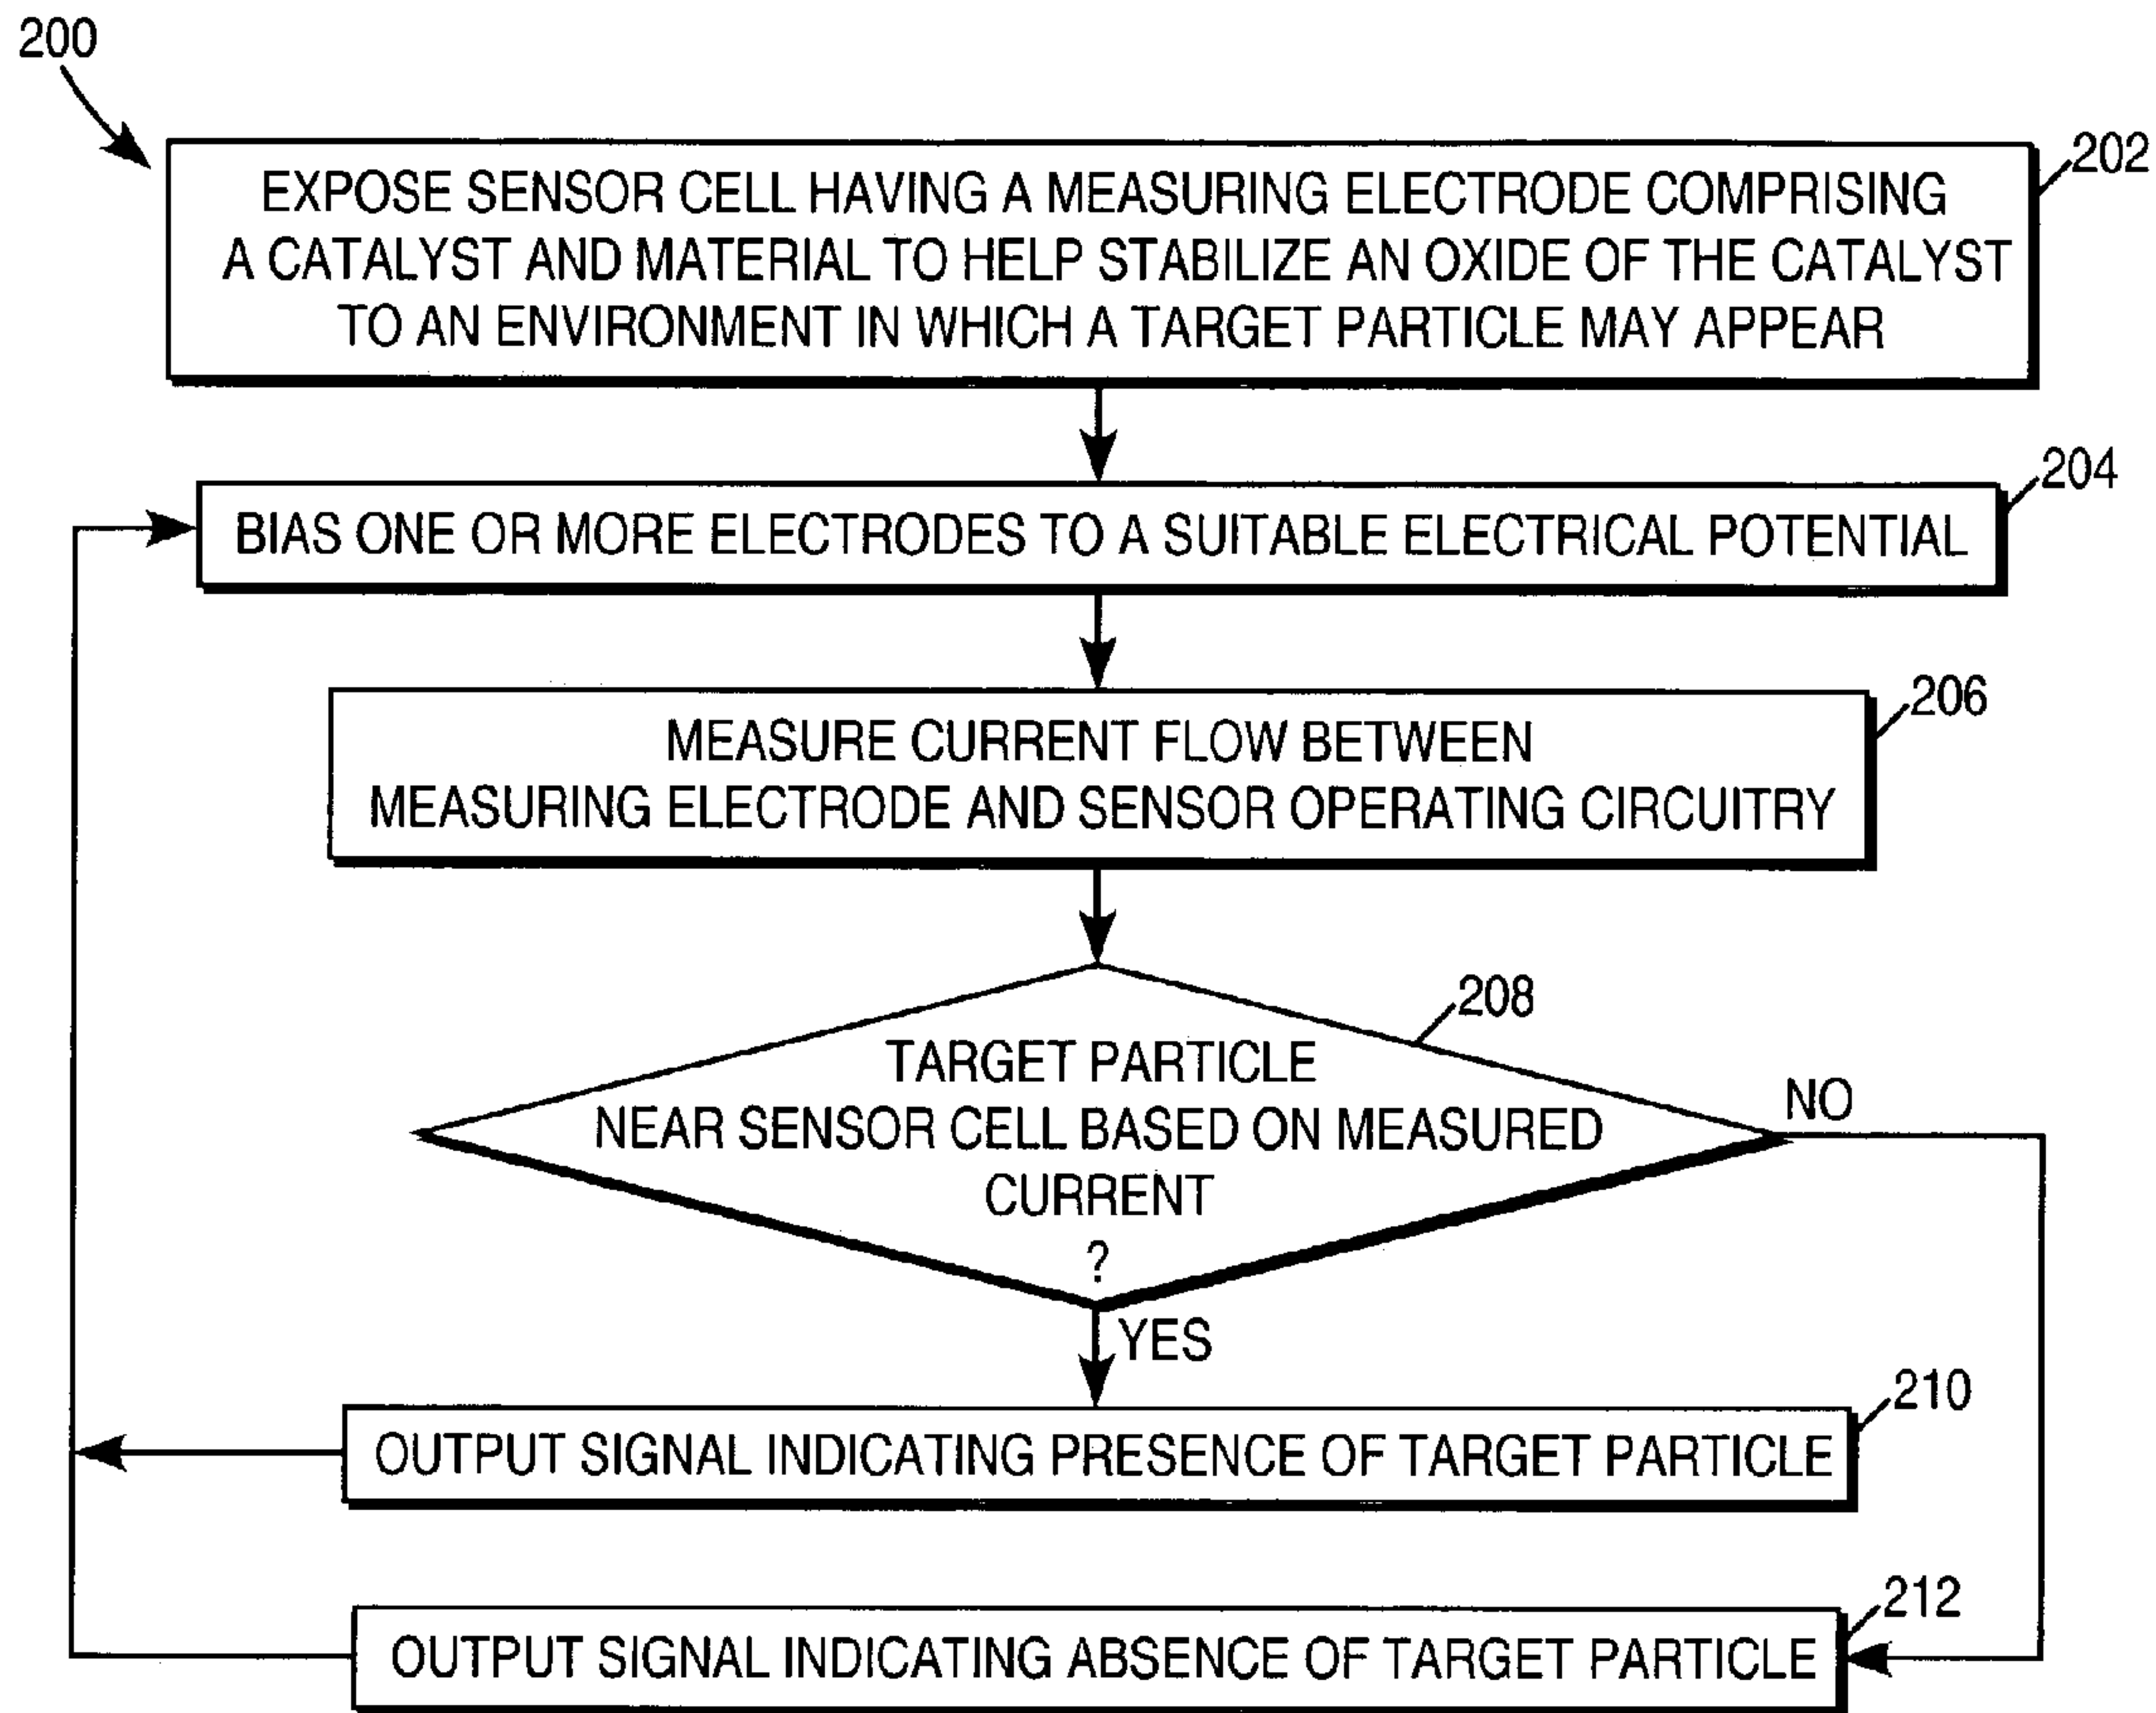 200
202
EXPOSE SENSOR CELL HAVING A MEASURING ELECTRODE COMPRISING
A CATALYST AND MATERIAL TO HELP STABILIZE AN OXIDE OF THE CATALYST
TO AN ENVIRONMENT IN WHICH A TARGET PARTICLE MAY APPEAR
204
BIAS ONE OR MORE ELECTRODES TO A SUITABLE ELECTRICAL POTENTIAL
206
MEASURE CURRENT FLOW BETWEEN
MEASURING ELECTRODE AND SENSOR OPERATING CIRCUITRY
208
TARGET PARTICLE
NEAR SENSOR CELL BASED ON MEASURED
CURRENT
?
NO
YES
210
OUTPUT SIGNAL INDICATING PRESENCE OF TARGET PARTICLE
212
OUTPUT SIGNAL INDICATING ABSENCE OF TARGET PARTICLE